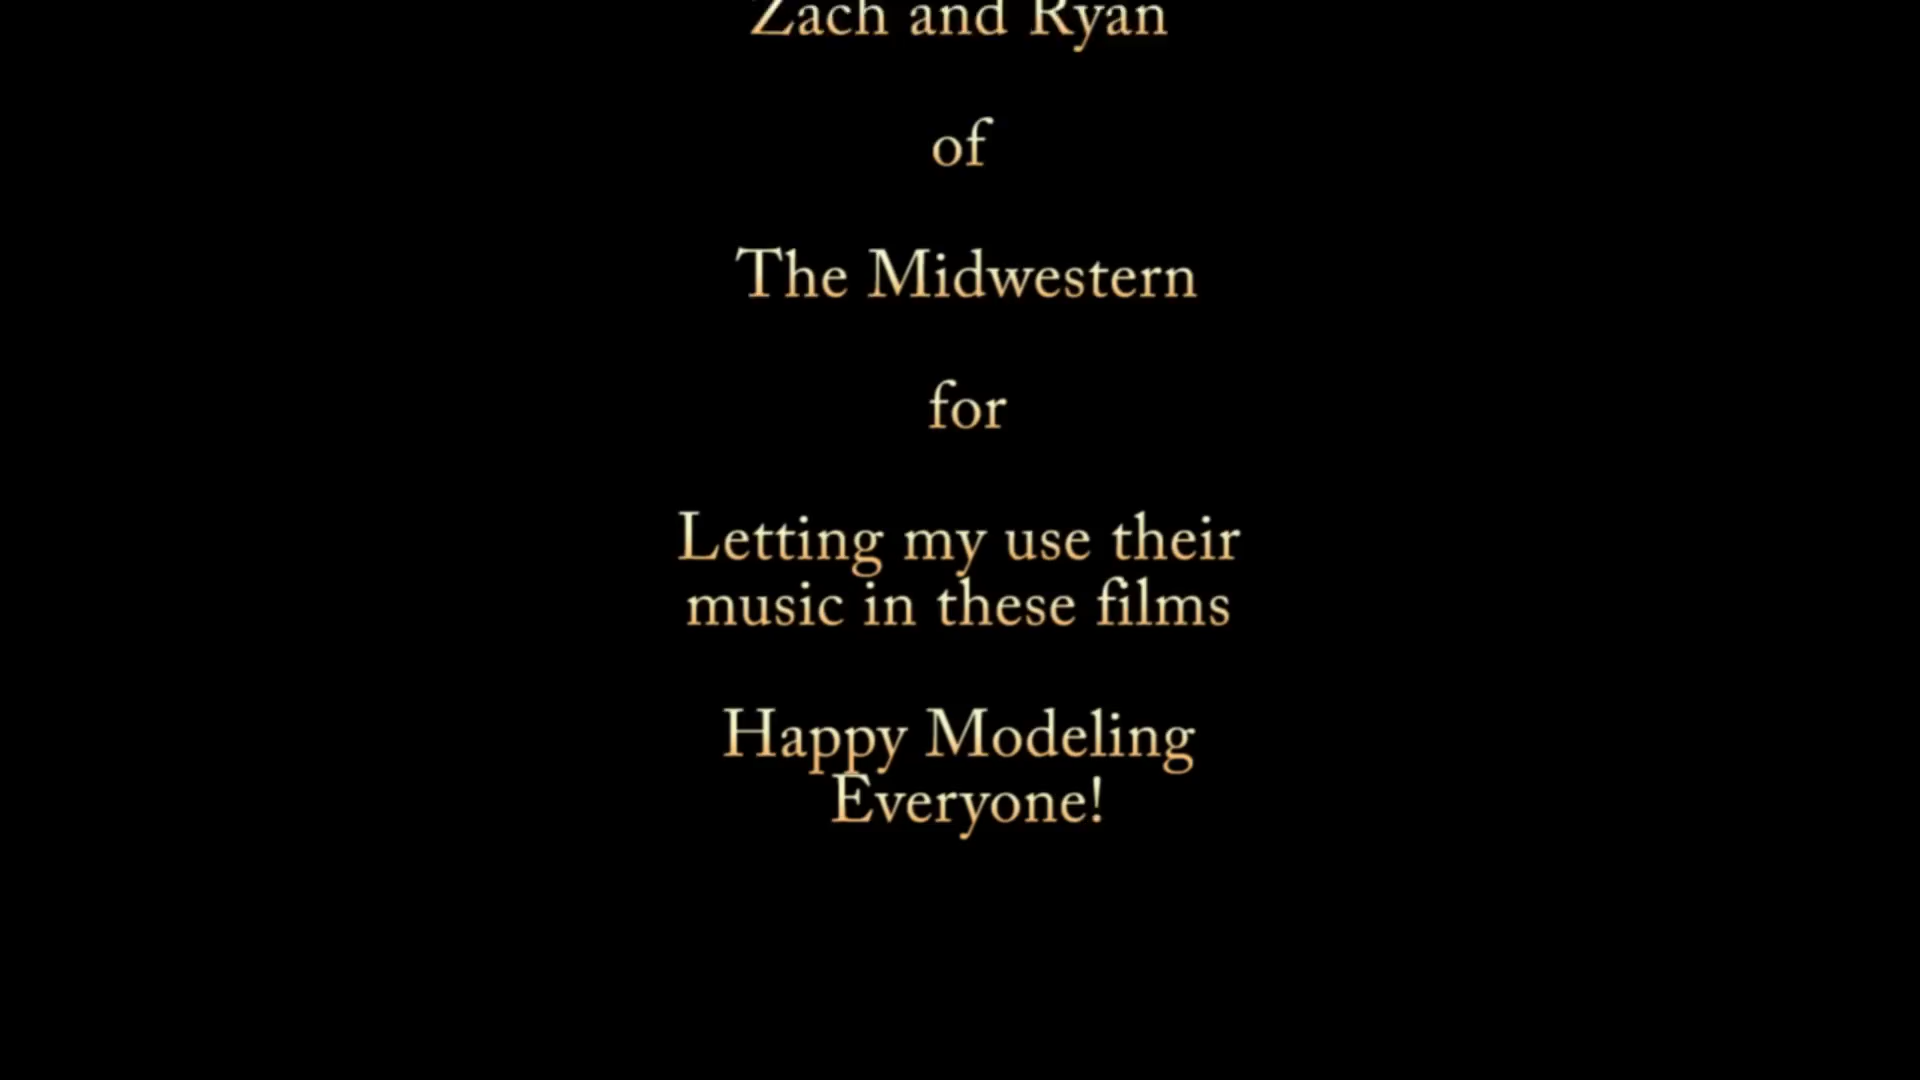 Zach and Ryan
of
The Midwestern
for
Letting my use their
music in these films
Happy Modeling
Everyone!